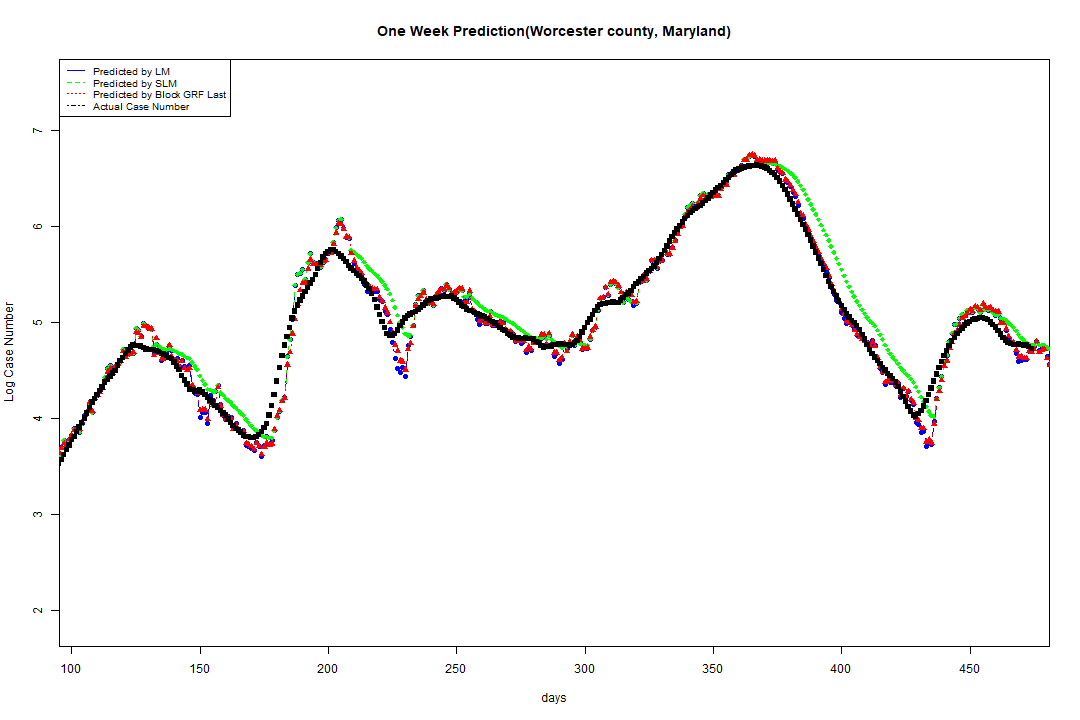 One Week Prediction(Worcester county, Maryland)
Predicted by LM
Predicted by SLM
Predicted by Block GRF Last
Actual Case Number
7
6
5
4
3
2
Log Case Number
100 150 200 250 300 350 400 450
days